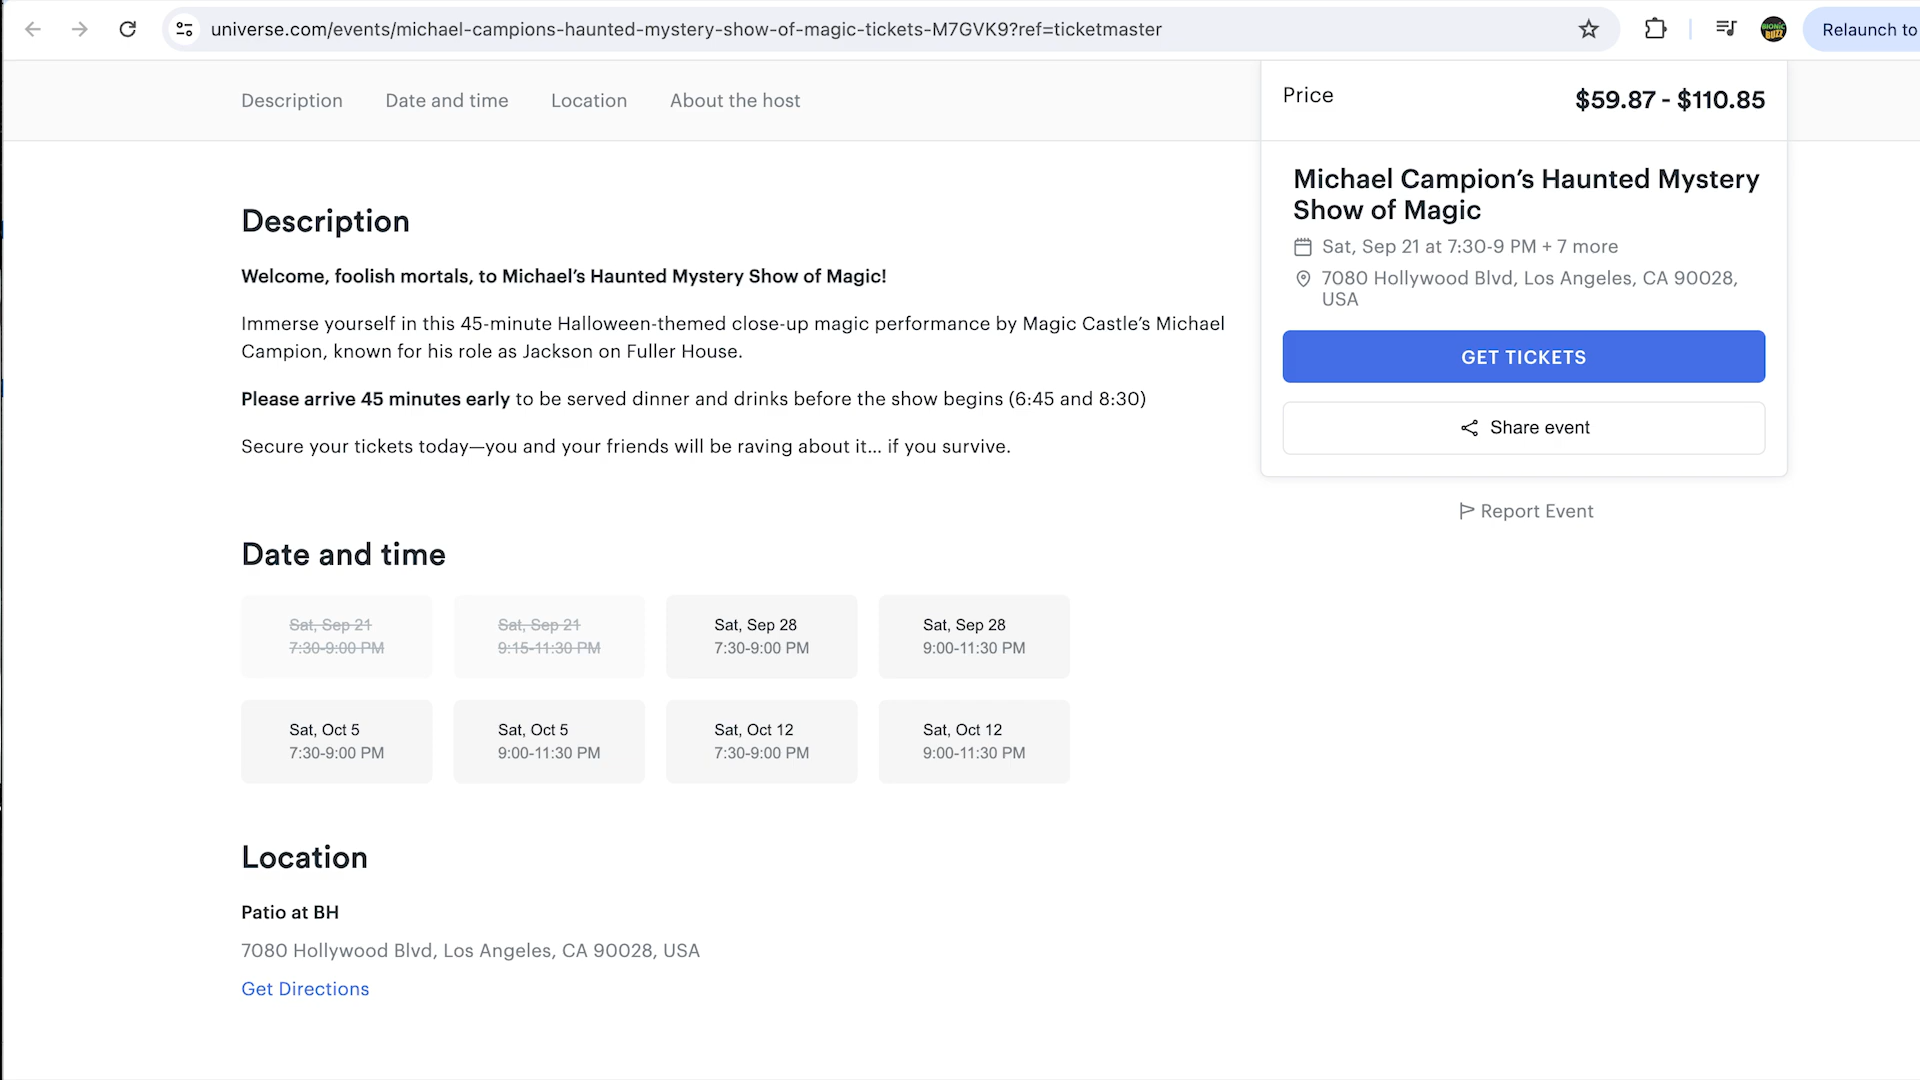 universe.com/events/michael-campions-haunted-mystery-show-of-magic-tickets-M7GVK9?ref=ticketmaster
BIONIC
BUZZ
Relaunch to
Description
Date and time
Location
About the host
Price
$59.87 - $110.85
Michael Campion’s Haunted Mystery
Show of Magic
Sat, Sep 21 at 7:30-9 PM + 7 more
7080 Hollywood Blvd, Los Angeles, CA 90028,
USA
GET TICKETS
Share event
Report Event
Description
Welcome, foolish mortals, to Michael’s Haunted Mystery Show of Magic!
Immerse yourself in this 45-minute Halloween-themed close-up magic performance by Magic Castle’s Michael
Campion, known for his role as Jackson on Fuller House.
Please arrive 45 minutes early to be served dinner and drinks before the show begins (6:45 and 8:30)
Secure your tickets today—you and your friends will be raving about it... if you survive.
Date and time
Sat, Sep 21
7:30-9:00 PM
Sat, Sep 21
9:15-11:30 PM
Sat, Sep 28
7:30-9:00 PM
Sat, Sep 28
9:00-11:30 PM
Sat, Oct 5
7:30-9:00 PM
Sat, Oct 5
9:00-11:30 PM
Sat, Oct 12
7:30-9:00 PM
Sat, Oct 12
9:00-11:30 PM
Location
Patio at BH
7080 Hollywood Blvd, Los Angeles, CA 90028, USA
Get Directions